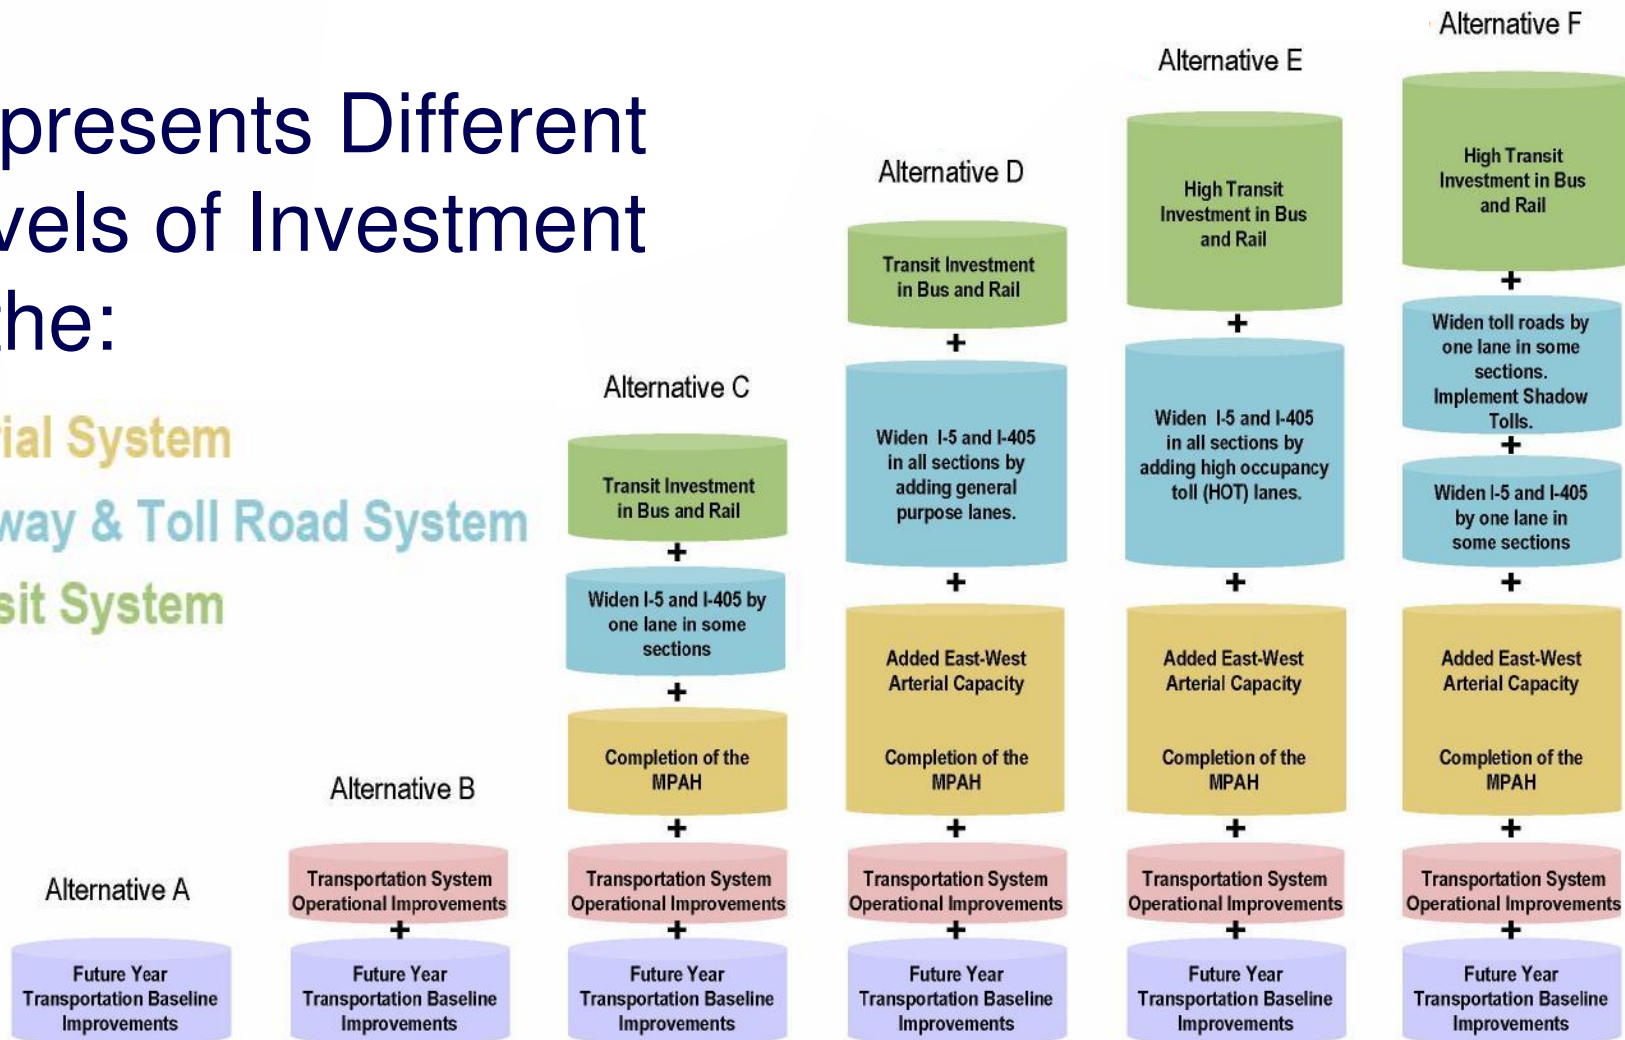 presents Different
vels of Investment
the:
rial System
way & Toll Road System
sit System
Alternative A
Future Year
Transportation Baseline
Improvements
Alternative B
Transportation System
Operational Improvements
+
Future Year
Transportation Baseline
Improvements
Alternative C
Transit Investment
in Bus and Rail
+
Widen I-5 and I-405 by
one lane in some
sections
+
Completion of the
MPAH
+
Transportation System
Operational Improvements
+
Future Year
Transportation Baseline
Improvements
Alternative D
Transit Investment
in Bus and Rail
+
Widen I-5 and I-405
in all sections by
adding general
purpose lanes.
+
Added East-West
Arterial Capacity
Completion of the
MPAH
+
Transportation System
Operational Improvements
+
Future Year
Transportation Baseline
Improvements
Alternative E
High Transit
Investment in Bus
and Rail
+
Widen I-5 and I-405
in all sections by
adding high occupancy
toll (HOT) lanes.
+
Added East-West
Arterial Capacity
Completion of the
MPAH
+
Transportation System
Operational Improvements
+
Future Year
Transportation Baseline
Improvements
Alternative F
High Transit
Investment in Bus
and Rail
+
Widen toll roads by
one lane in some
sections.
Implement Shadow
Tolls.
+
Widen I-5 and I-405
by one lane in
some sections
+
Added East-West
Arterial Capacity
Completion of the
MPAH
+
Transportation System
Operational Improvements
+
Future Year
Transportation Baseline
Improvements